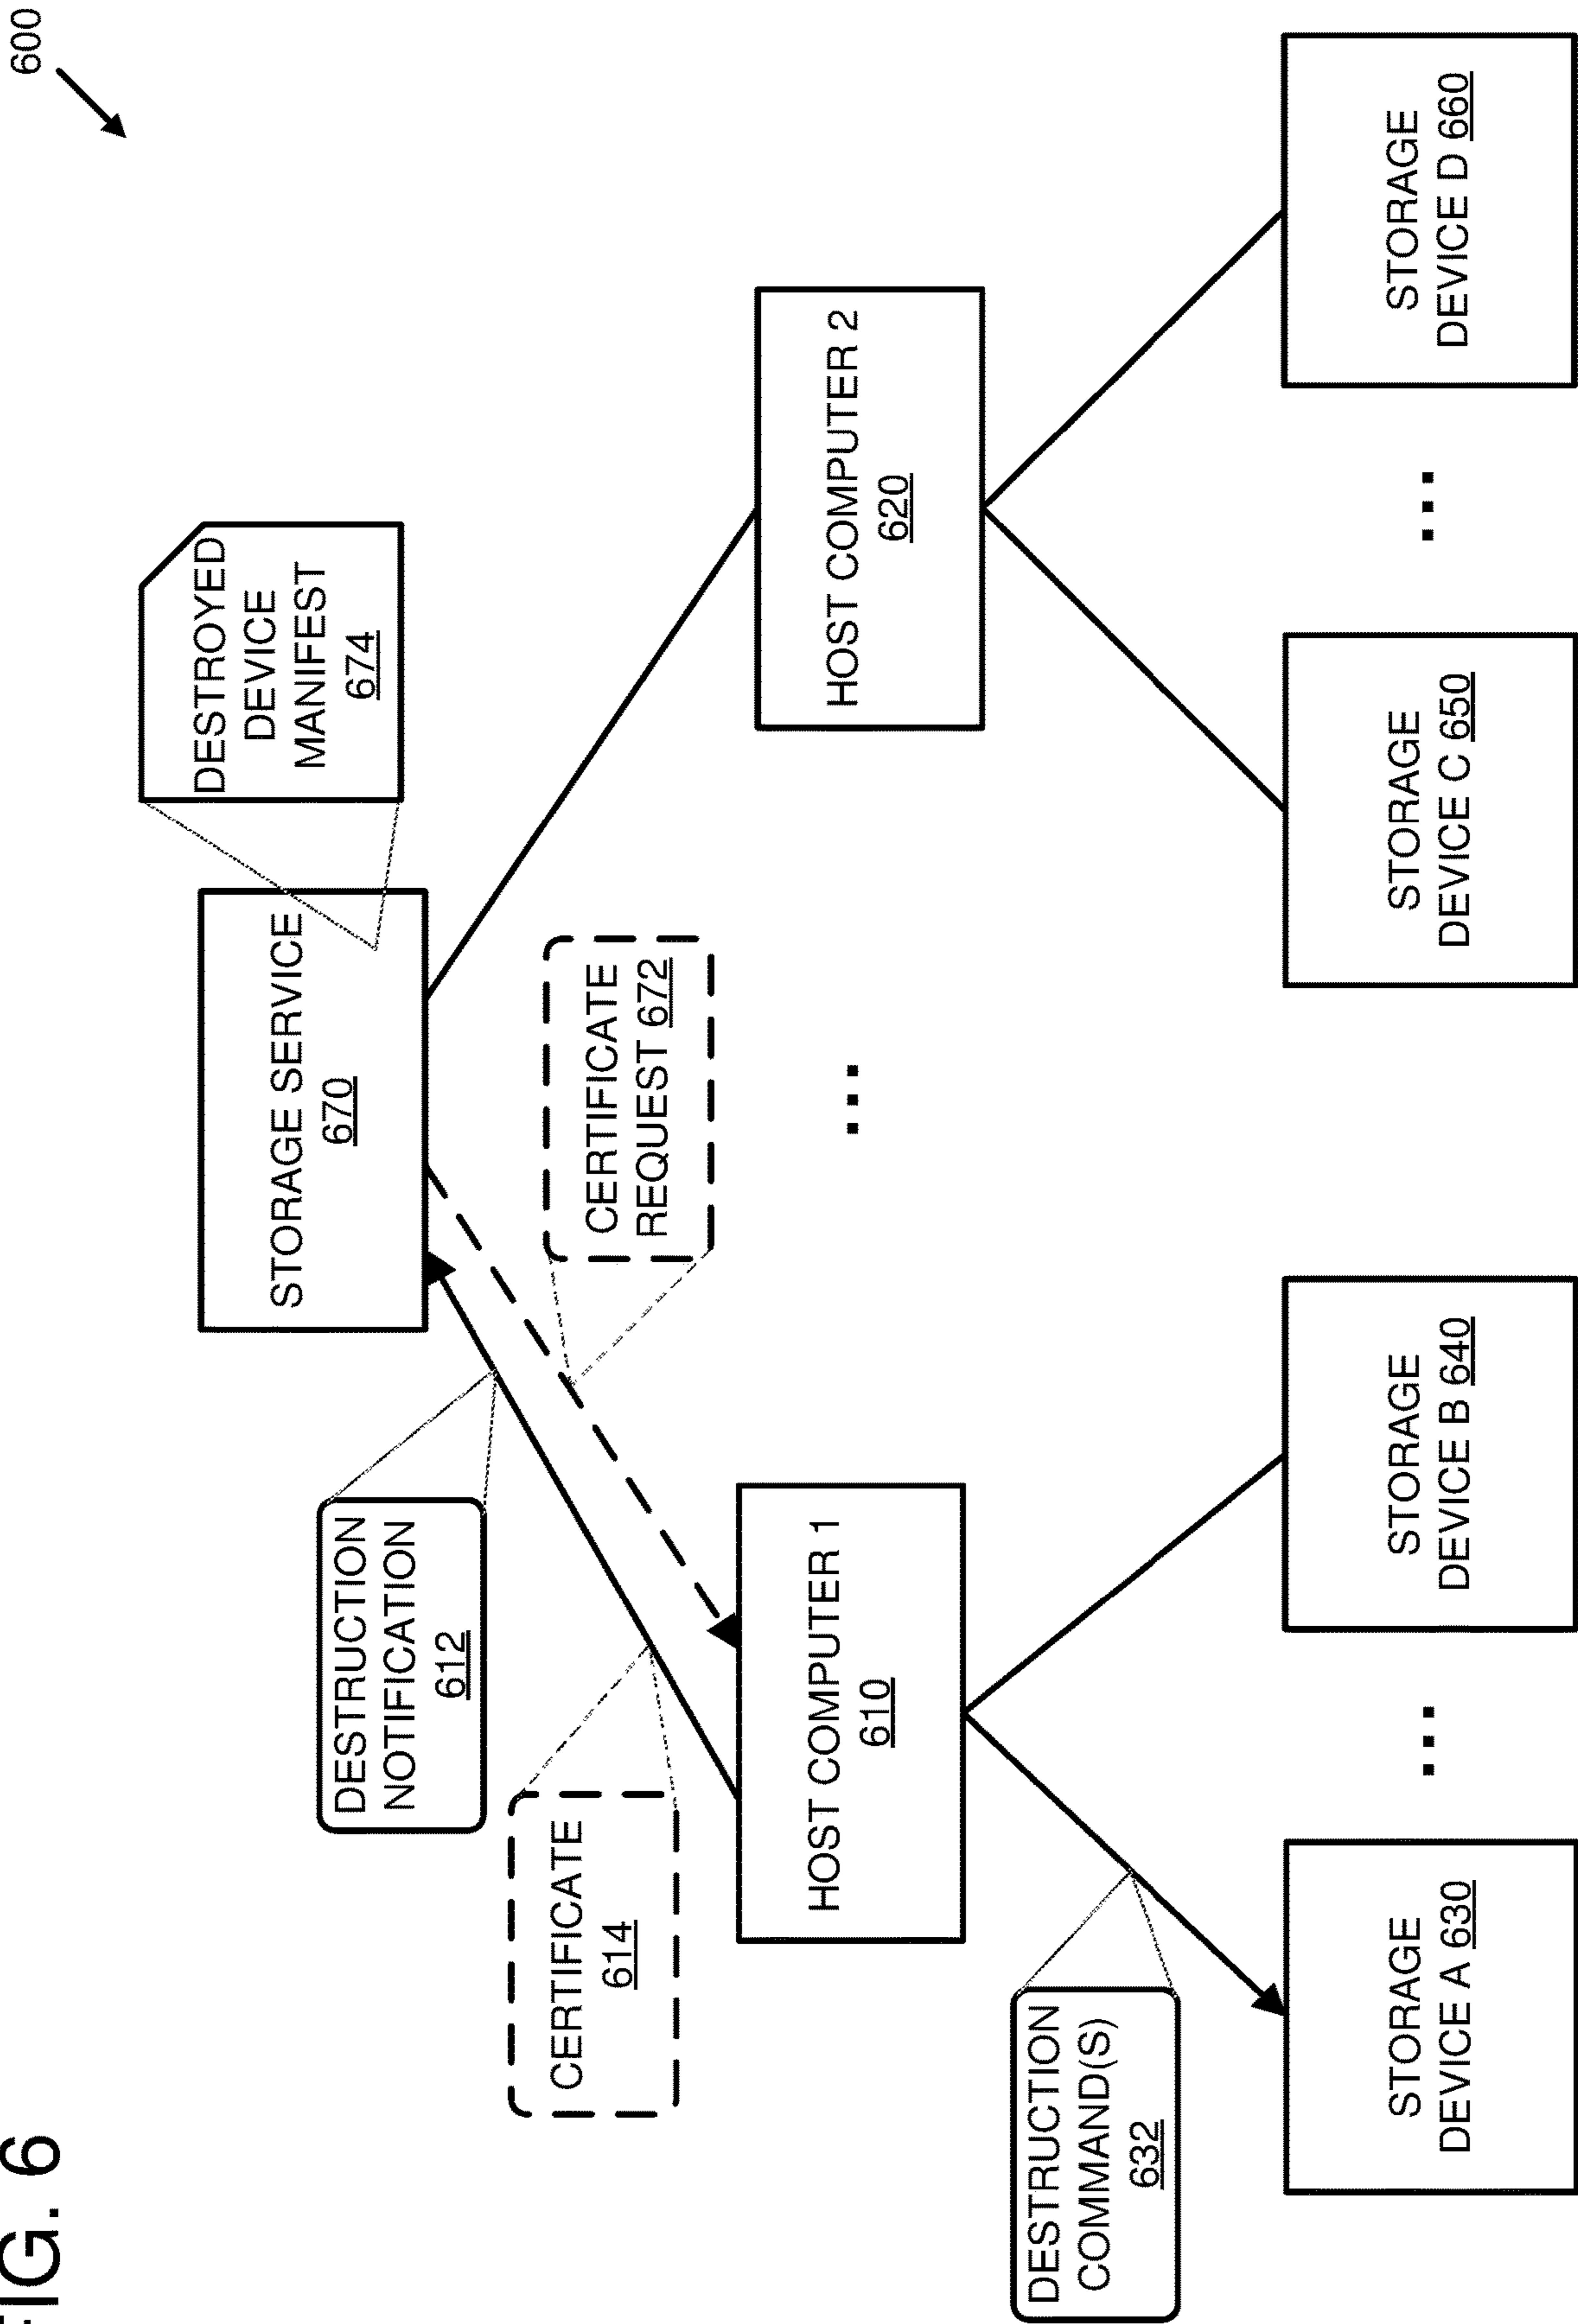 FIG. 6
600
DESTROYED
DEVICE
MANIFEST
674
STORAGE SERVICE
670
DESTRUCTION
NOTIFICATION
612
CERTIFICATE
614
CERTIFICATE
REQUEST 672
...
HOST COMPUTER 1
610
HOST COMPUTER 2
620
DESTRUCTION
COMMAND(S)
632
STORAGE
DEVICE A 630
...
STORAGE
DEVICE B 640
STORAGE
DEVICE C 650
...
STORAGE
DEVICE D 660